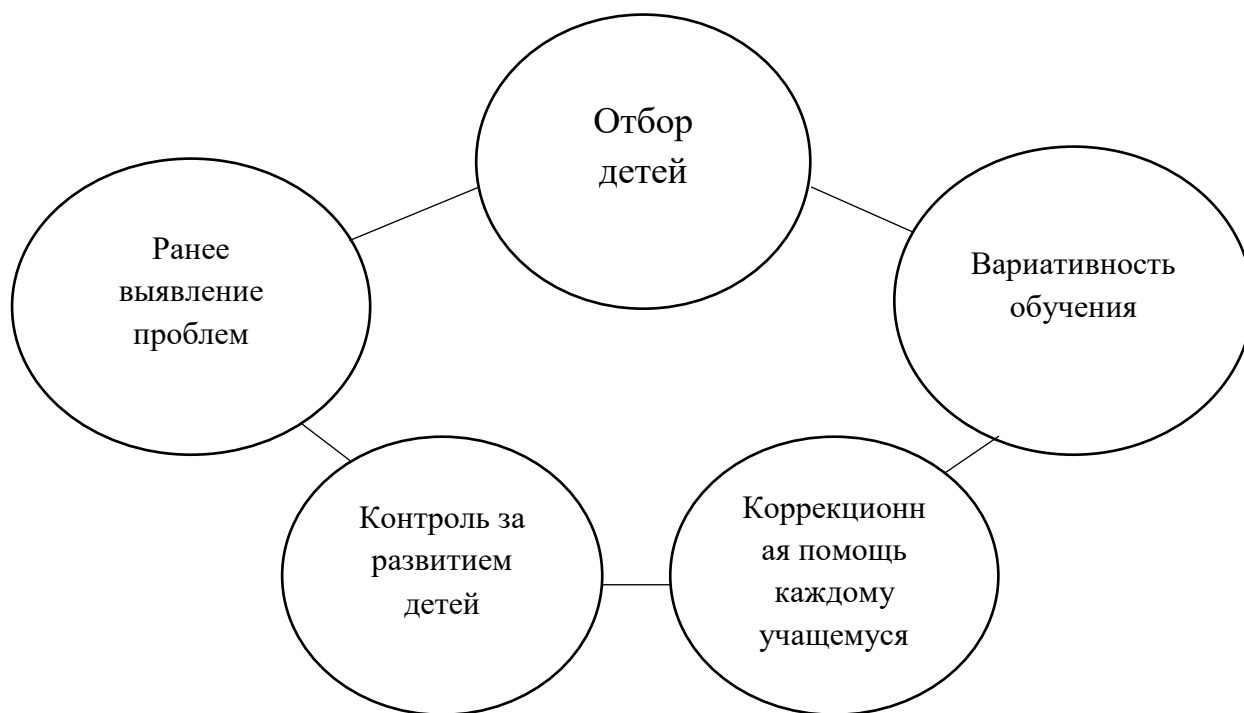 Отбор
детей
Ранее
выявление
проблем
Вариативность
обучения
Контроль за
развитием
детей
Коррекционн
ая помощь
каждому
учащемуся